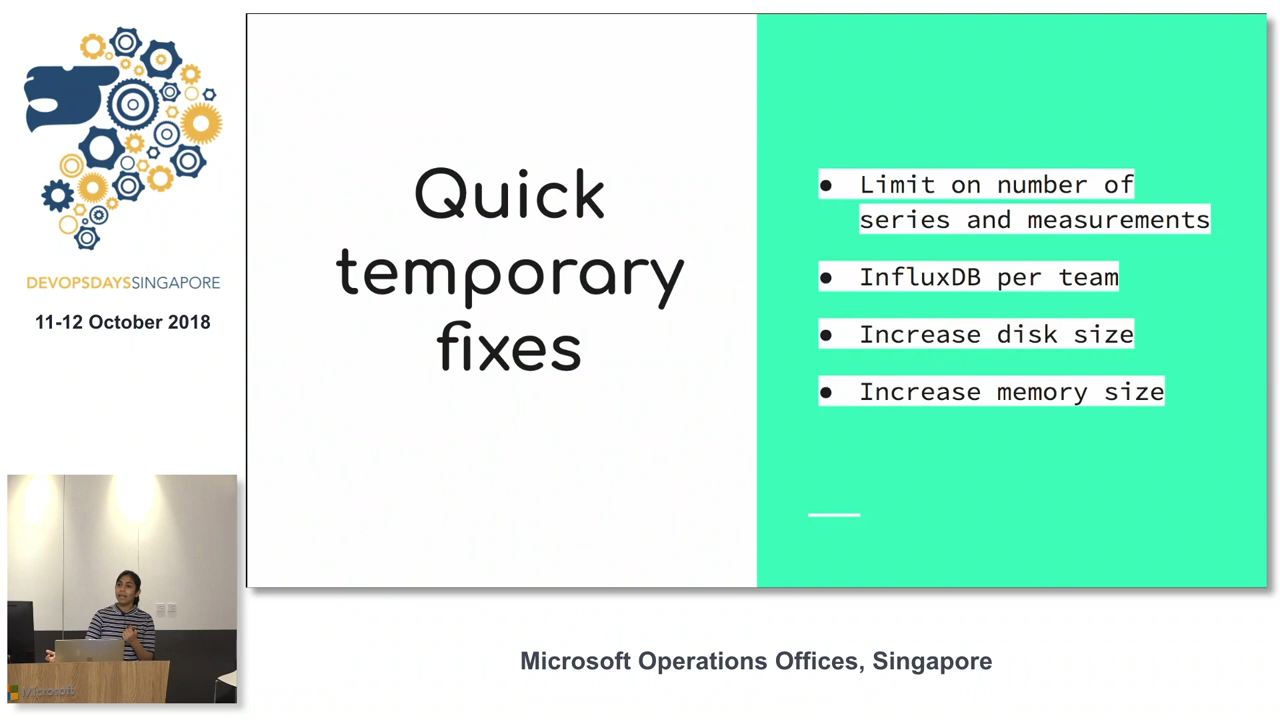 DEVOPSDAYSSINGAPORE
11-12 October 2018
Quick
temporary
fixes
● Limit on number of
series and measurements
● InfluxDB per team
● Increase disk size
● Increase memory size
Microsoft
Microsoft Operations Offices, Singapore